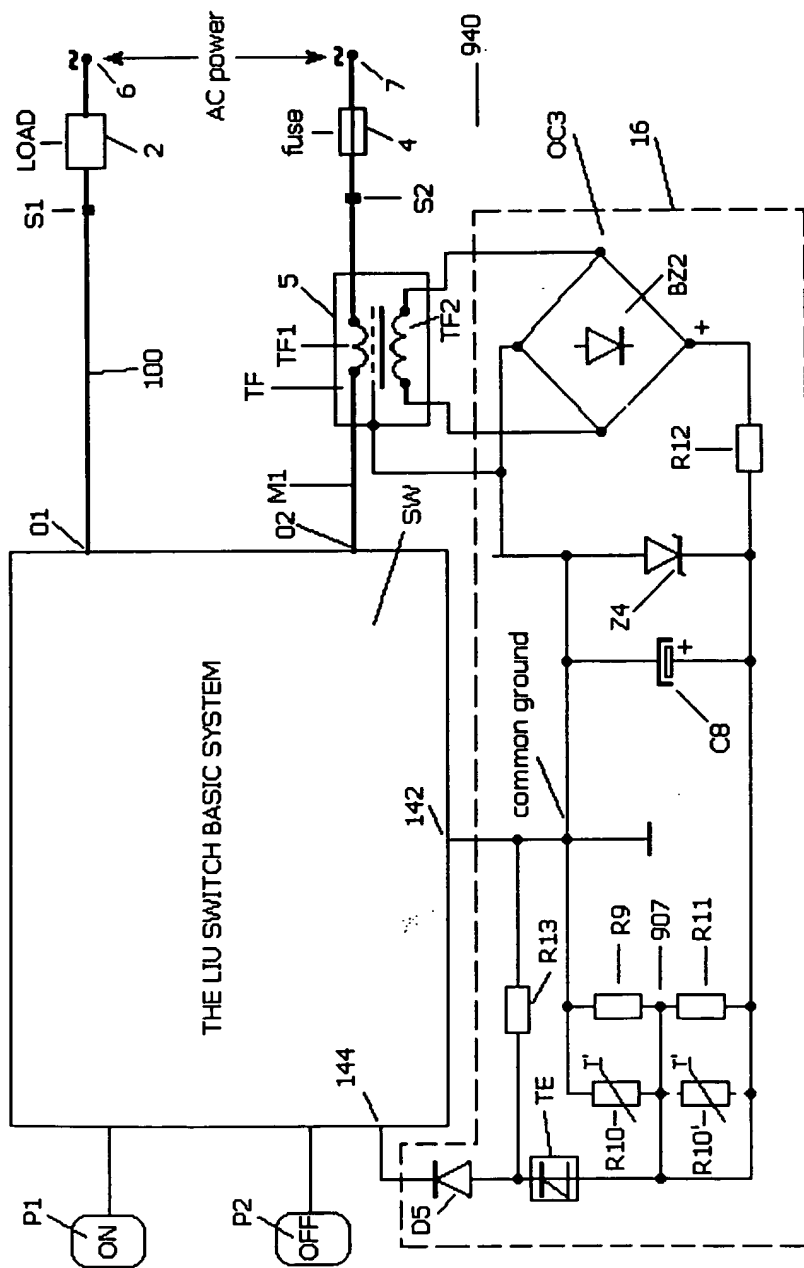 P1
ON
P2
OFF
THE LIU SWITCH BASIC SYSTEM
144
142
01
02
SW
M1
100
S1
LOAD
2
6
AC power
7
fuse
4
S2
5
TF
TF1
TF2
940
16
OC3
BZ2
+
R12
Z4
C8
+
common ground
R13
R9
907
R11
T'
R10
T'
R10'
TE
D5